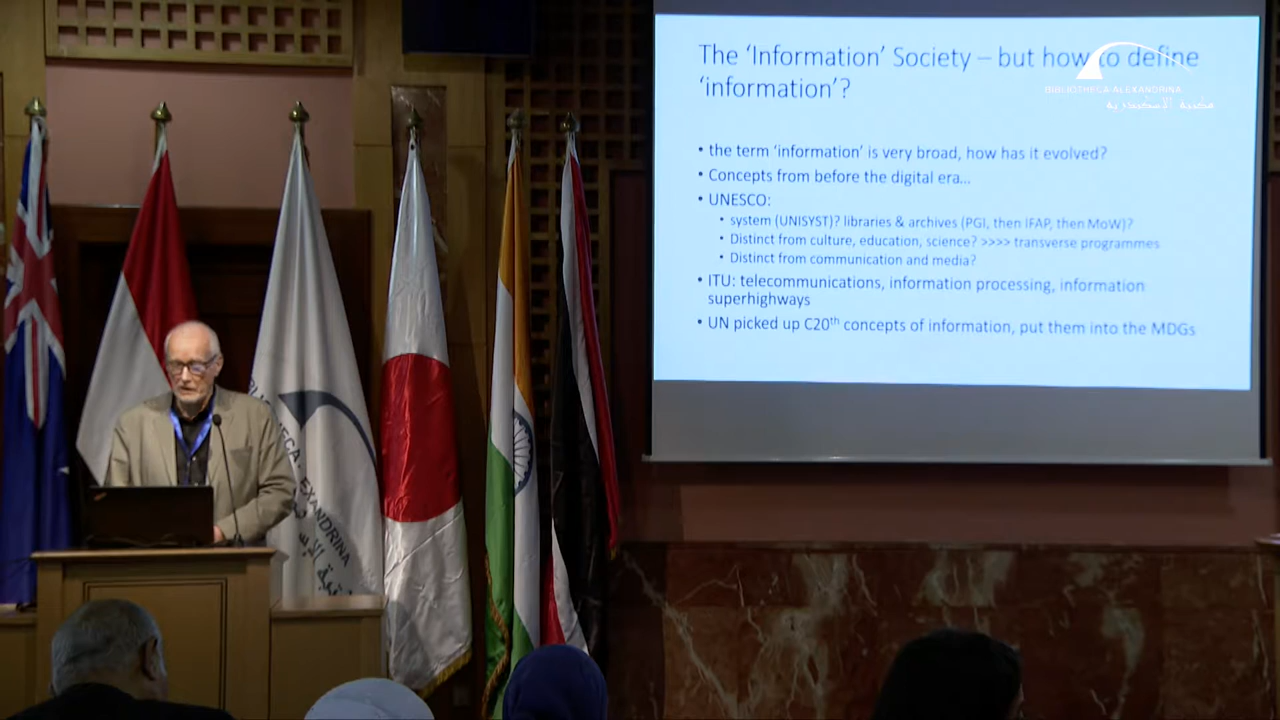 The 'Information' Society – but how to define
'information'?
BIBLIOTHECA·ALEXANDRINA
مكتبة الإسكندرية
• the term 'information' is very broad, how has it evolved?
• Concepts from before the digital era...
• UNESCO:
• system (UNISYST)? libraries & archives (PGI, then IFAP, then MoW)?
• Distinct from culture, education, science? >>>> transverse programmes
• Distinct from communication and media?
• ITU: telecommunications, information processing, information
superhighways
• UN picked up C20th concepts of information, put them into the MDGs